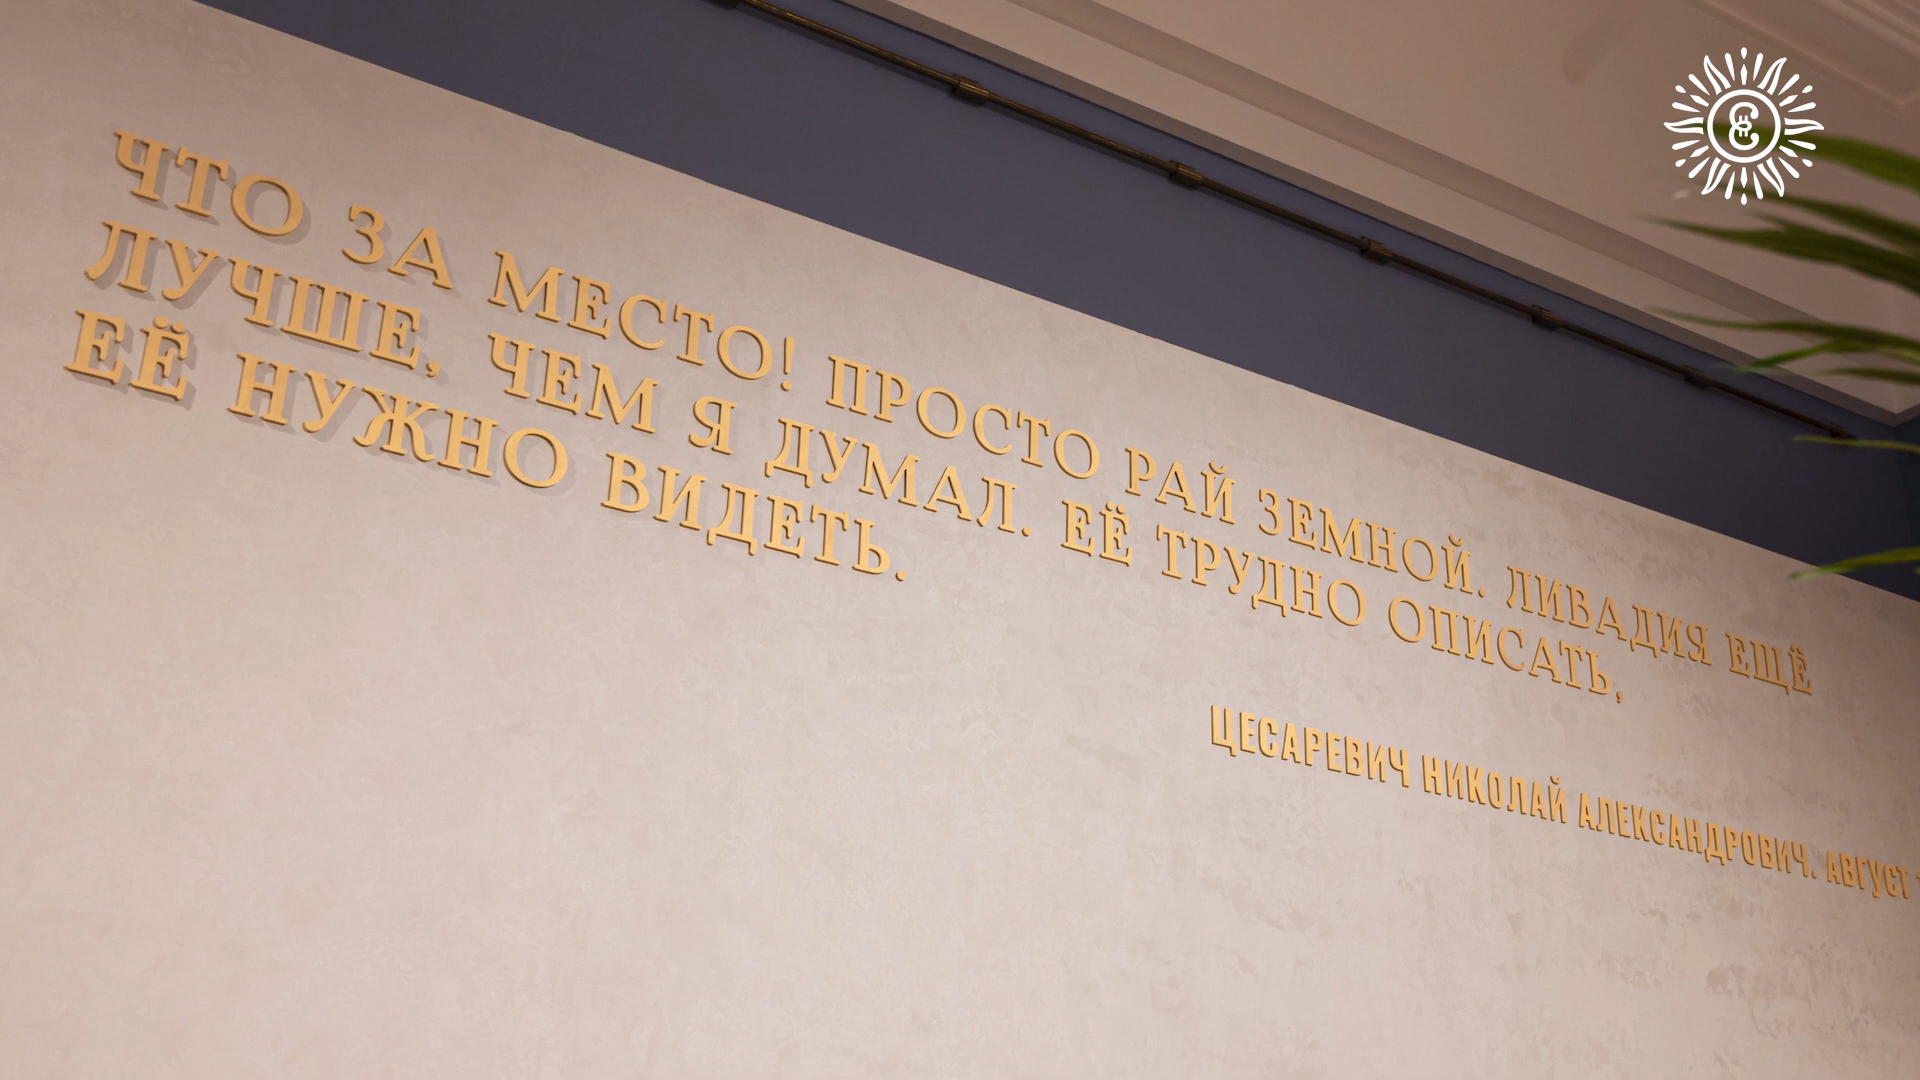 ЧТО ЗА МЕСТО! ПРОСТО РАЙ ЗЕМНОЙ. ЛИВАДИЯ ЕЩЁ
ЛУЧШЕ, ЧЕМ Я ДУМАЛ. ЕЁ ТРУДНО ОПИСАТЬ,
ЕЁ НУЖНО ВИДЕТЬ.
ЦЕСАРЕВИЧ НИКОЛАЙ АЛЕКСАНДРОВИЧ. АВГУСТ